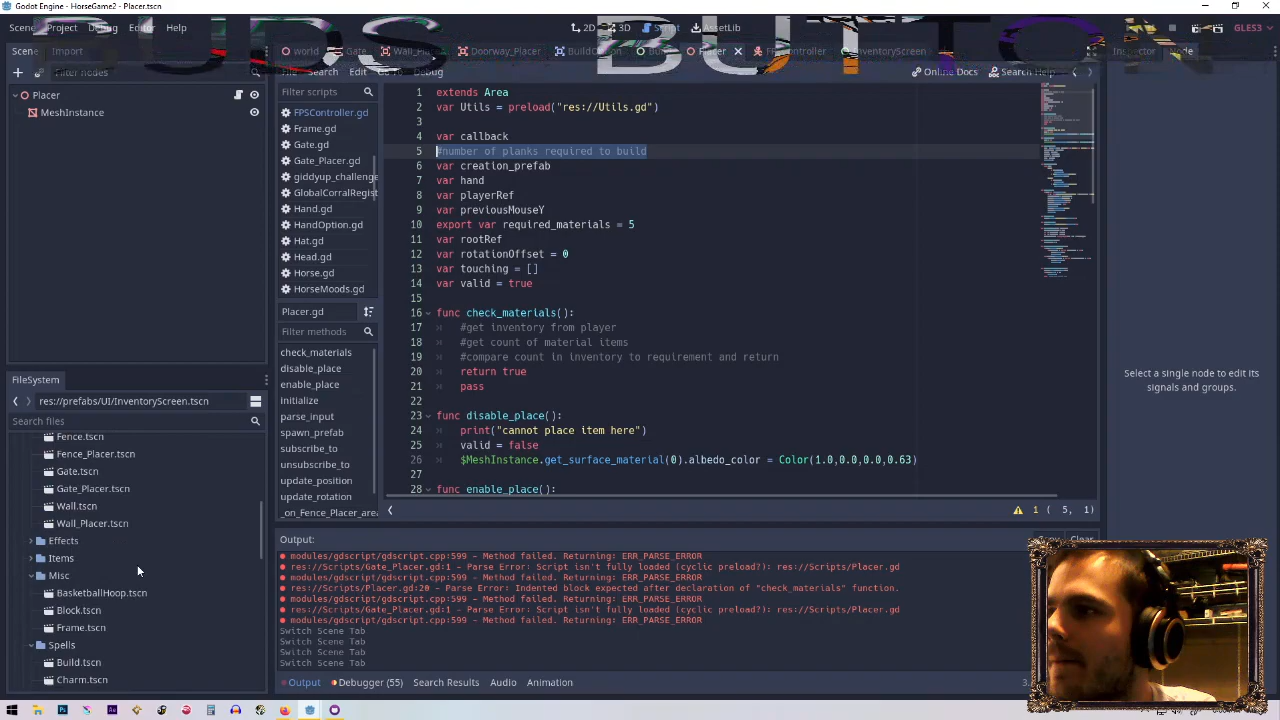 Godot Engine - HorseGame2 - Placer.tscn
Scene Project Debug Editor Help
2D 3D Script AssetLib
GLES3
Scene Import
world Gate Doorway_Placer Placer InventoryScreen
Node
Filter nodes
File Search Edit Debug
Online Docs Search Help
Placer
MeshInstance
Filter scripts
Frame.gd
Gate.gd
Hand.gd
Hat.gd
Head.gd
Horse.gd
Placer.gd
Filter methods
check_materials
disable_place
enable_place
initialize
parse_input
spawn_prefab
subscribe_to
unsubscribe_to
update_position
update_rotation
_on_Fence_Placer_area
1 extends Area
2 var Utils = preload("res://Utils.gd")
3
4 var callback
5 #number of planks required to build
6 var creationPrefab
7 var hand
8 var playerRef
9 var previousHolder
10 export var
11 var rootRef
12 var rotationOffset = 0
13 var touching = []
14 var valid = true
15
16 func check_materials():
17 #get inventory from player
18 #get count of material items
19 #compare count in inventory to requirement and return
20 return true
21 pass
22
23 func disable_place():
24 print("cannot place item here")
25 valid = false
26 $MeshInstance.get_surface_material(0).albedo_color = Color(1.0,0.0,0.0,0.63)
27
28 func enable_place():
1 ( 5, 1)
Select a single node to edit its
signals and groups.
FileSystem
res://prefabs/UI/InventoryScreen.tscn
Search files
Fence.tscn
Fence_Placer.tscn
Gate.tscn
Gate_Placer.tscn
Wall.tscn
Wall_Placer.tscn
Effects
Items
Misc
BasketballHoop.tscn
Block.tscn
Frame.tscn
Spells
Build.tscn
Charm.tscn
Output:
Clear
modules/gdscript/gdscript.cpp:599 - Method failed. Returning: ERR_PARSE_ERROR
res://Scripts/Gate_Placer.gd:1 - Parse Error: Script isn't fully loaded (cyclic preload?): res://Scripts/Placer.gd
modules/gdscript/gdscript.cpp:599 - Method failed. Returning: ERR_PARSE_ERROR
res://Scripts/Placer.gd:20 - Parse Error: Indented block expected after declaration of "check_materials" function.
modules/gdscript/gdscript.cpp:599 - Method failed. Returning: ERR_PARSE_ERROR
res://Scripts/Gate_Placer.gd:1 - Parse Error: Script isn't fully loaded (cyclic preload?): res://Scripts/Placer.gd
modules/gdscript/gdscript.cpp:599 - Method failed. Returning: ERR_PARSE_ERROR
Switch Scene Tab
Switch Scene Tab
Switch Scene Tab
Switch Scene Tab
Output Debugger (55) Search Results Audio Animation